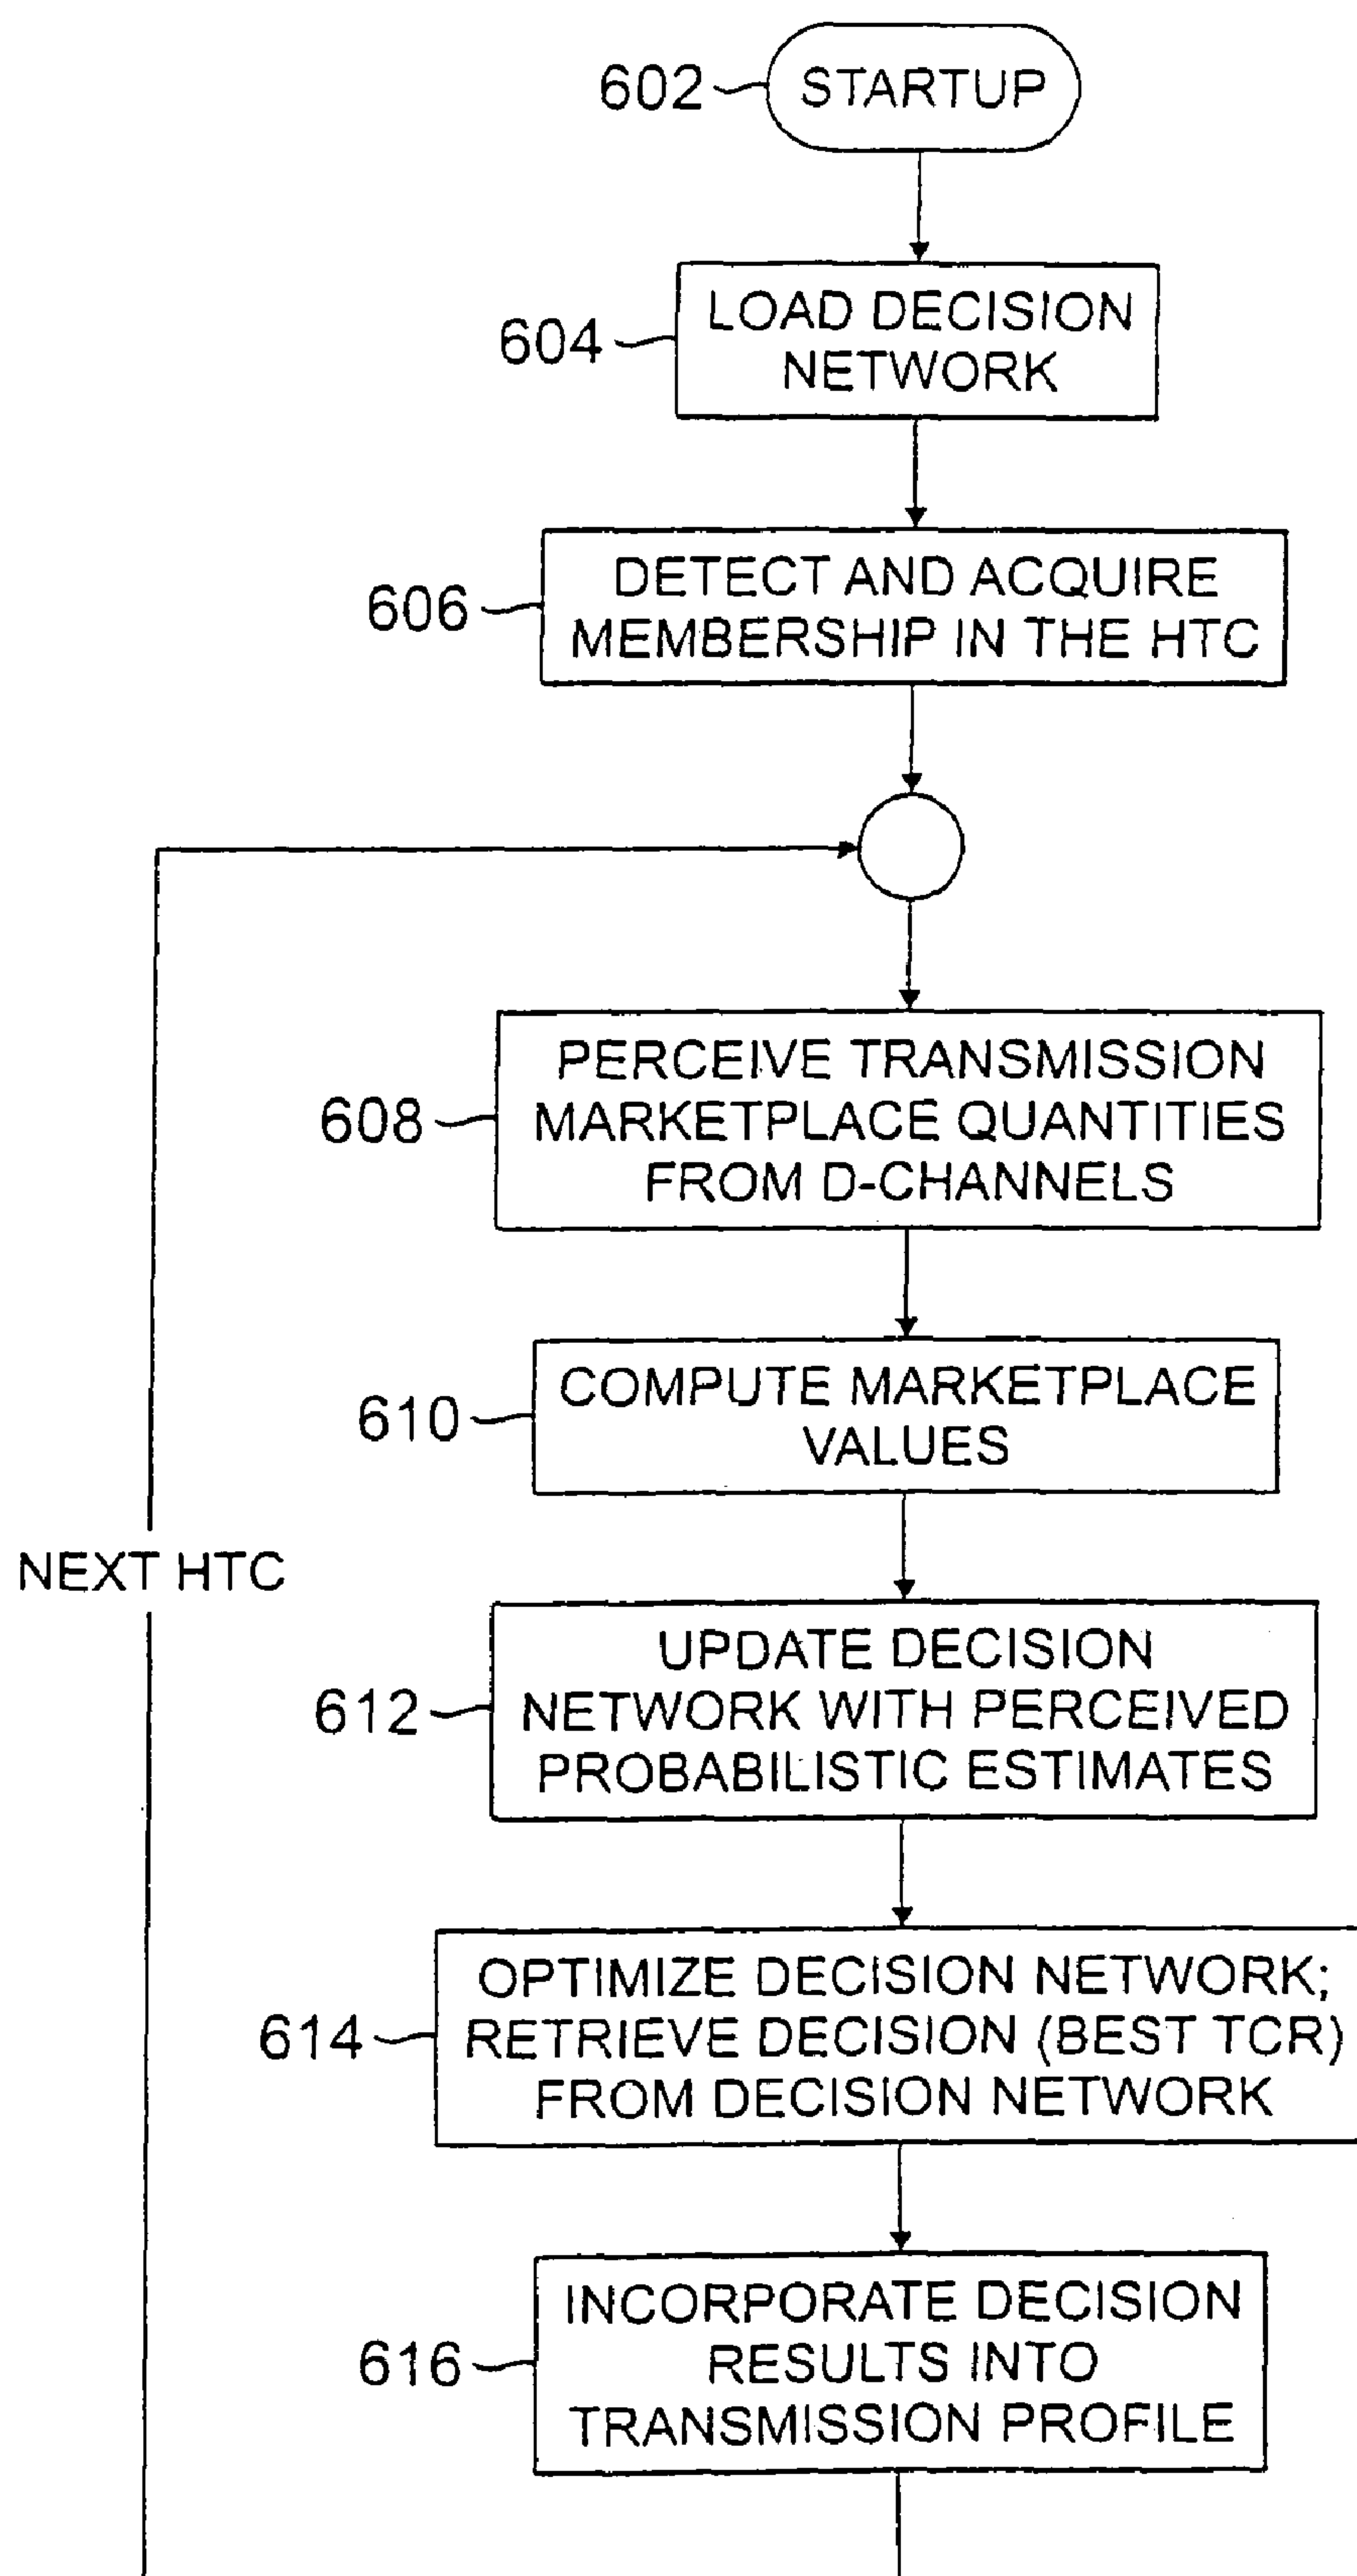 602
STARTUP
604
LOAD DECISION
NETWORK
606
DETECT AND ACQUIRE
MEMBERSHIP IN THE HTC
608
PERCEIVE TRANSMISSION
MARKETPLACE QUANTITIES
FROM D-CHANNELS
610
COMPUTE MARKETPLACE
VALUES
NEXT HTC
612
UPDATE DECISION
NETWORK WITH PERCEIVED
PROBABILISTIC ESTIMATES
614
OPTIMIZE DECISION NETWORK;
RETRIEVE DECISION (BEST TCR)
FROM DECISION NETWORK
616
INCORPORATE DECISION
RESULTS INTO
TRANSMISSION PROFILE